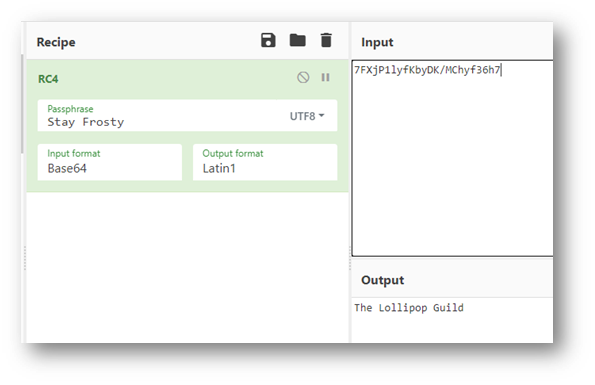 Recipe
RC4
Passphrase
Stay Frosty
UTF8
Input format
Base64
Output format
Latin1
Input
7FXjP1lyfKbyDK/MChyf36h7
Output
The Lollipop Guild